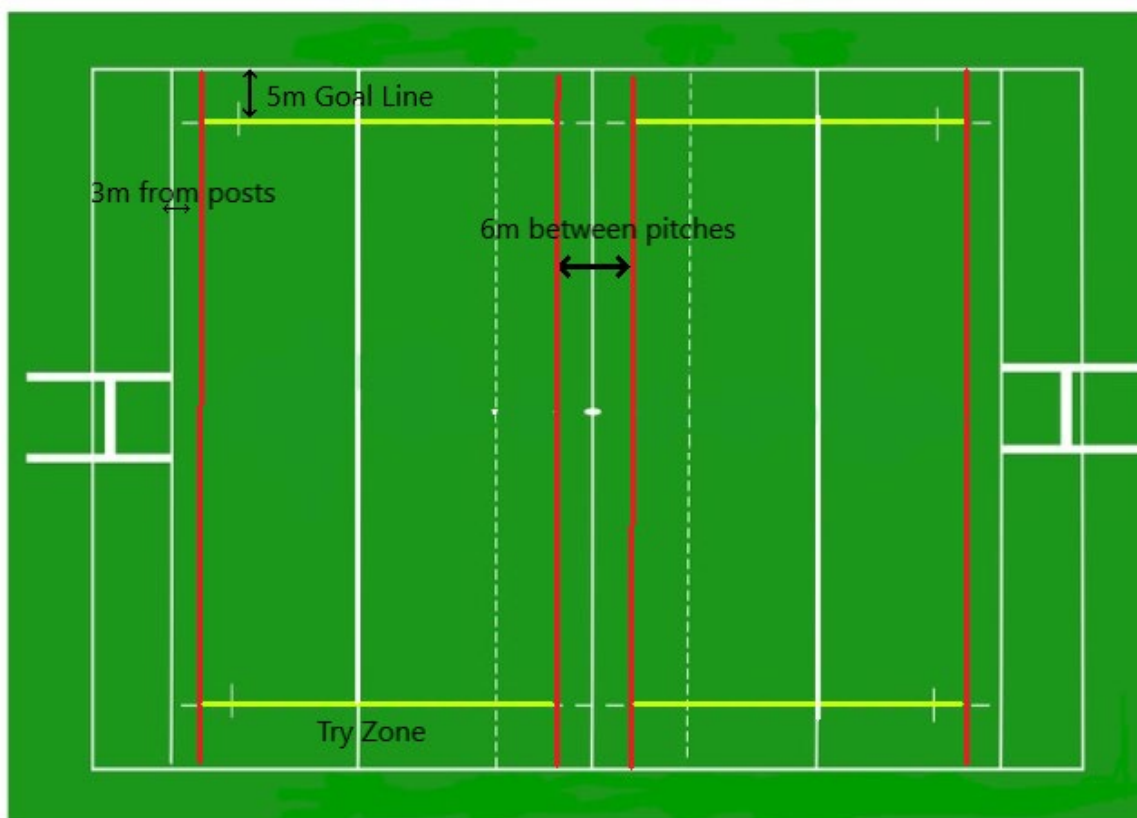 5m Goal Line
3m from posts
6m between pitches
Try Zone